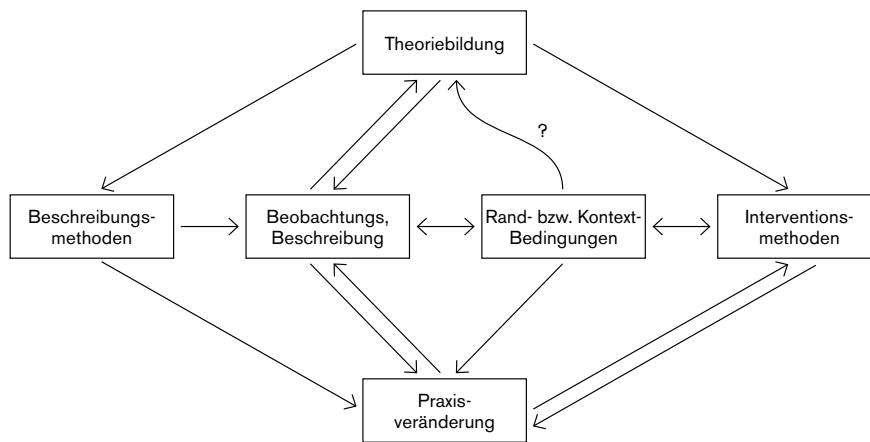 Theoriebildung
?
Beschreibungs-
methoden
Beobachtungs,
Beschreibung
Rand- bzw. Kontext-
Bedingungen
Interventions-
methoden
Praxis-
veränderung